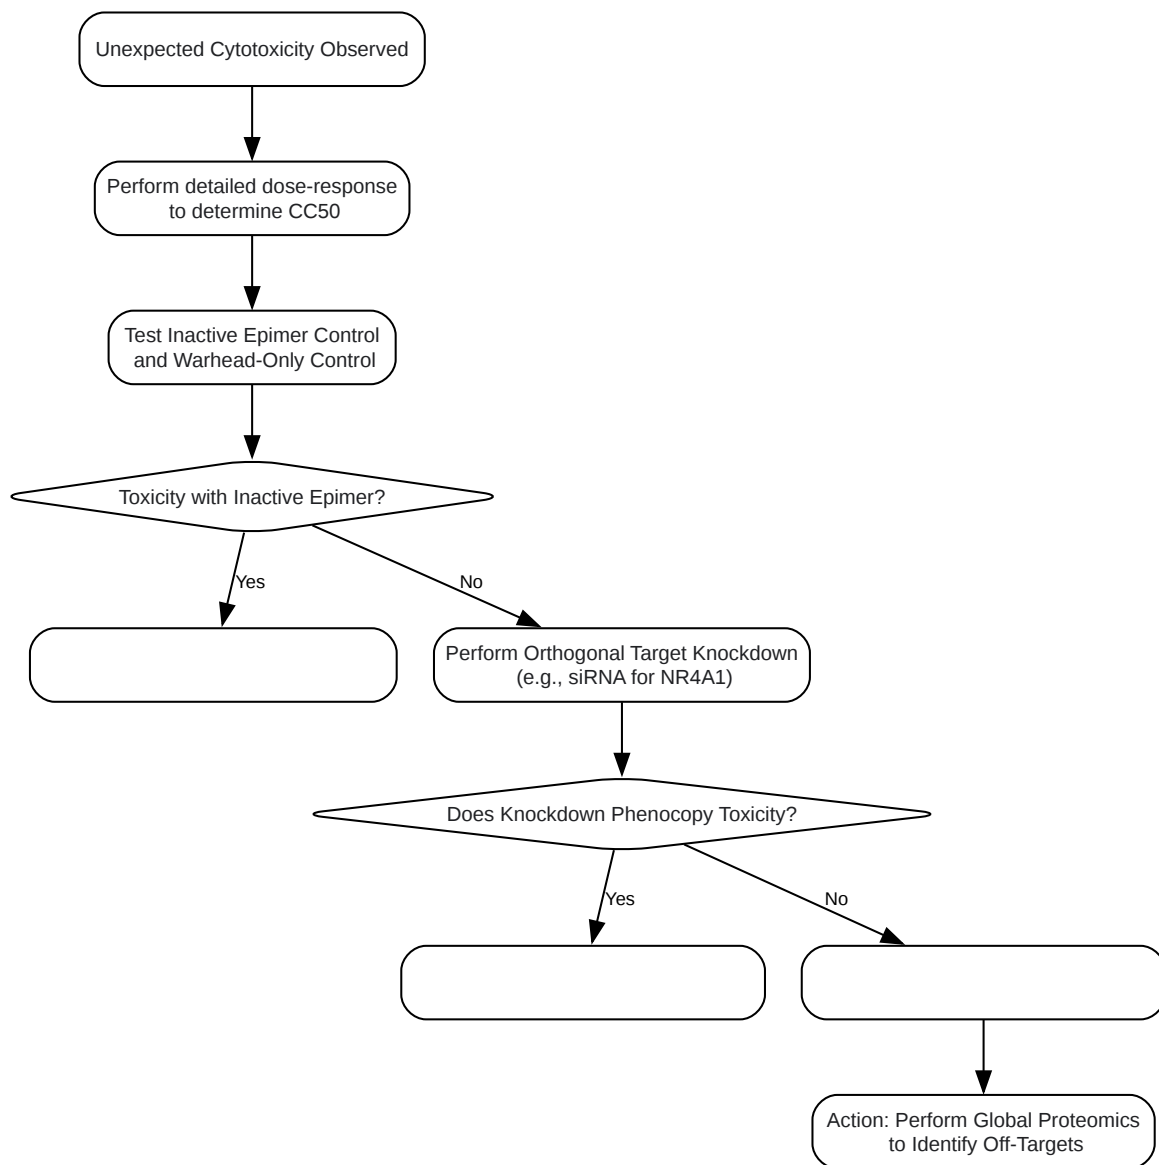 Unexpected Cytotoxicity Observed
Perform detailed dose-response
to determine CC50
Test Inactive Epimer Control
and Warhead-Only Control
Toxicity with Inactive Epimer?
Yes
No
Perform Orthogonal Target Knockdown
(e.g., siRNA for NR4A1)
Does Knockdown Phenocopy Toxicity?
Yes
No
Action: Perform Global Proteomics
to Identify Off-Targets